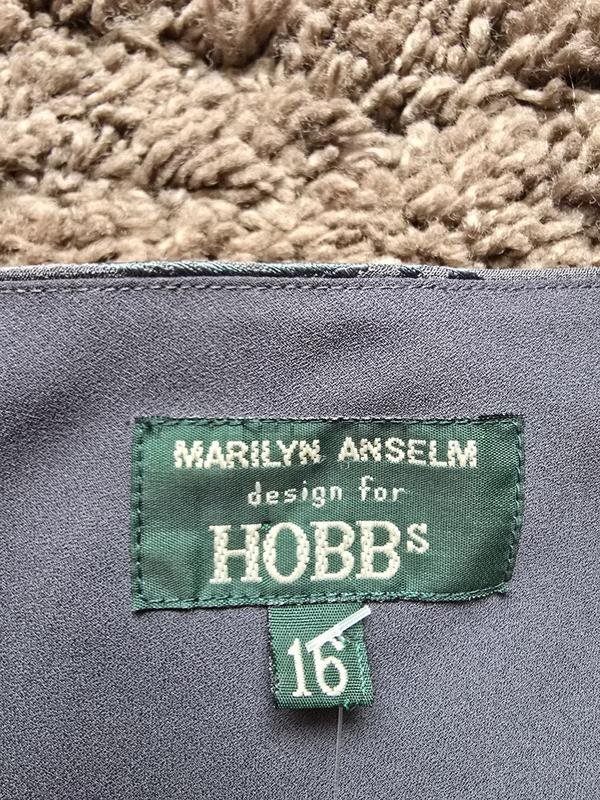 MARILYN ANSELM
design for
HOBBs
16